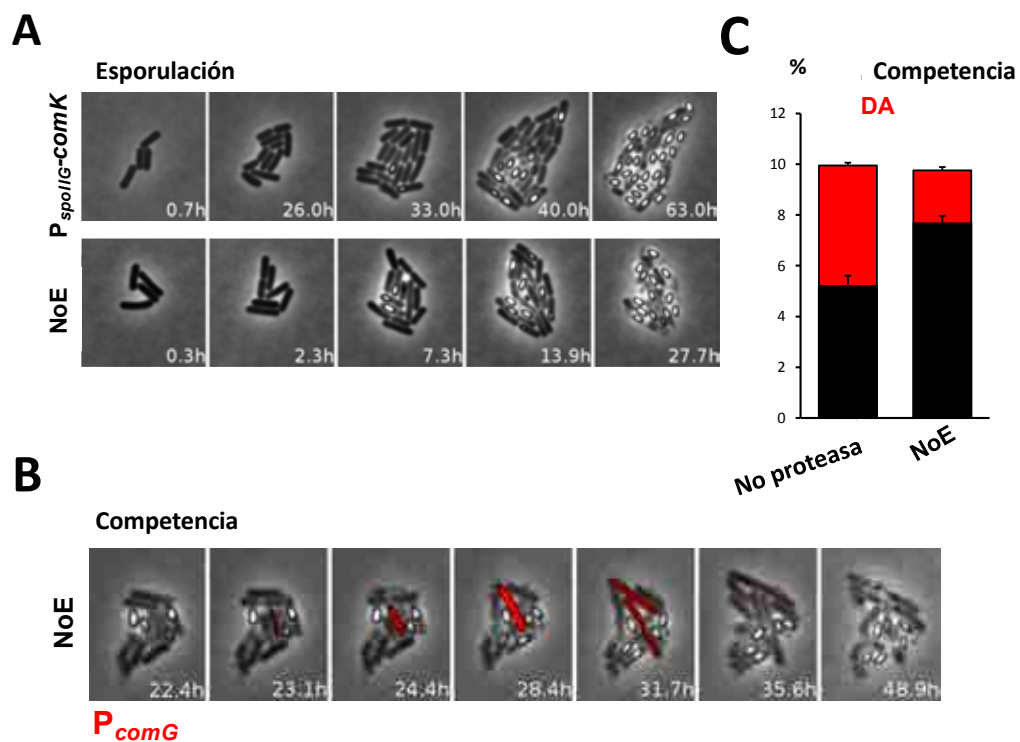 A
Esporulación
PspoIIG-comK
0.7h 26.0h 33.0h 40.0h 63.0h
NoE
0.3h 2.3h 7.3h 13.9h 27.7h
B
Competencia
NoE
22.4h 23.1h 24.4h 28.4h 31.7h 35.6h 48.9h
PcomG
C
% Competencia
DA
12
10
8
6
4
2
0
No proteasa NoE